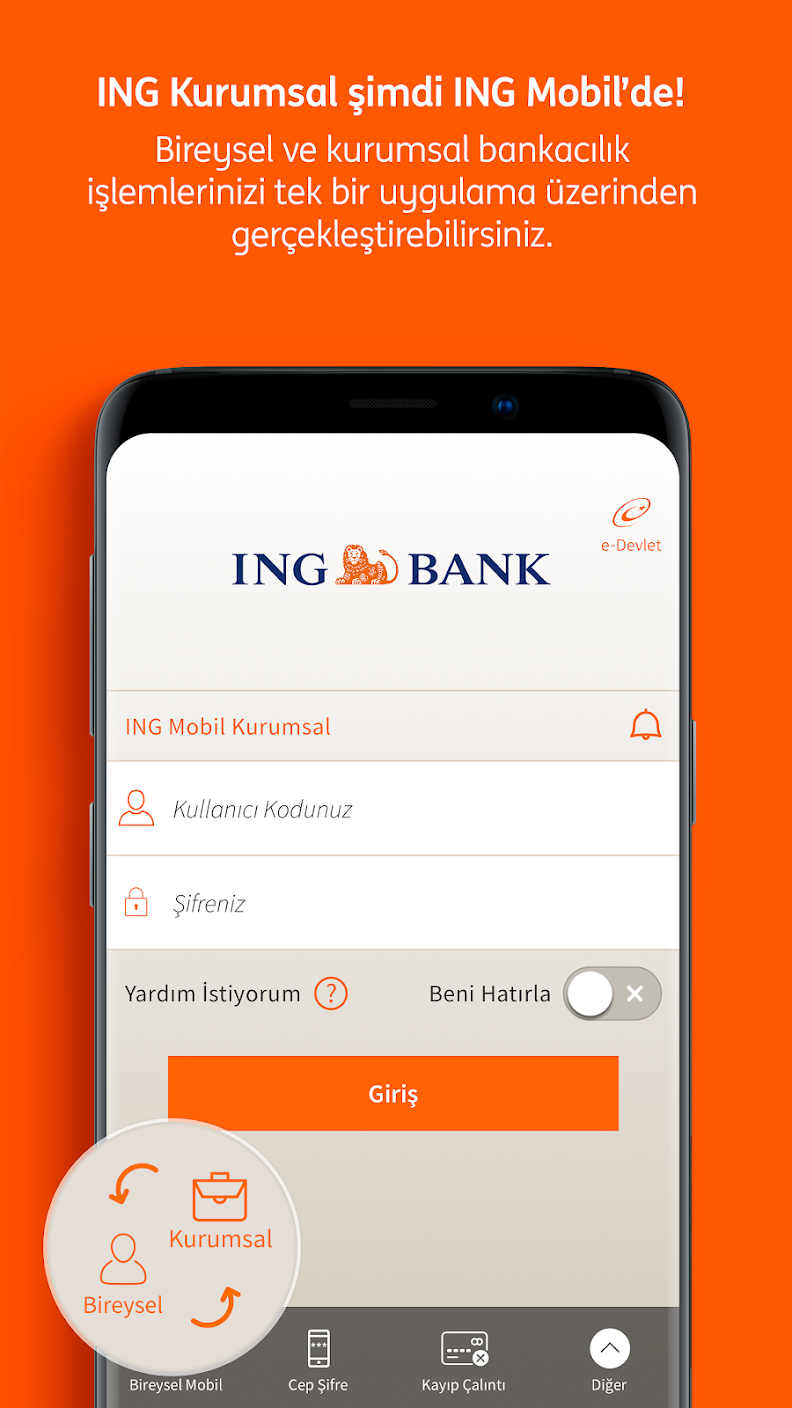 ING Kurumsal şimdi ING Mobil'de!
Bireysel ve kurumsal bankacılık
işlemlerinizi tek bir uygulama üzerinden
gerçekleştirebilirsiniz.
e-Devlet
ING BANK
ING Mobil Kurumsal
Kullanıcı Kodunuz
Şifreniz
Yardım İstiyorum ?
Beni Hatırla
Giriş
Kurumsal
Bireysel
Bireysel Mobil
Cep Şifre
Kayıp Çalıntı
Diğer